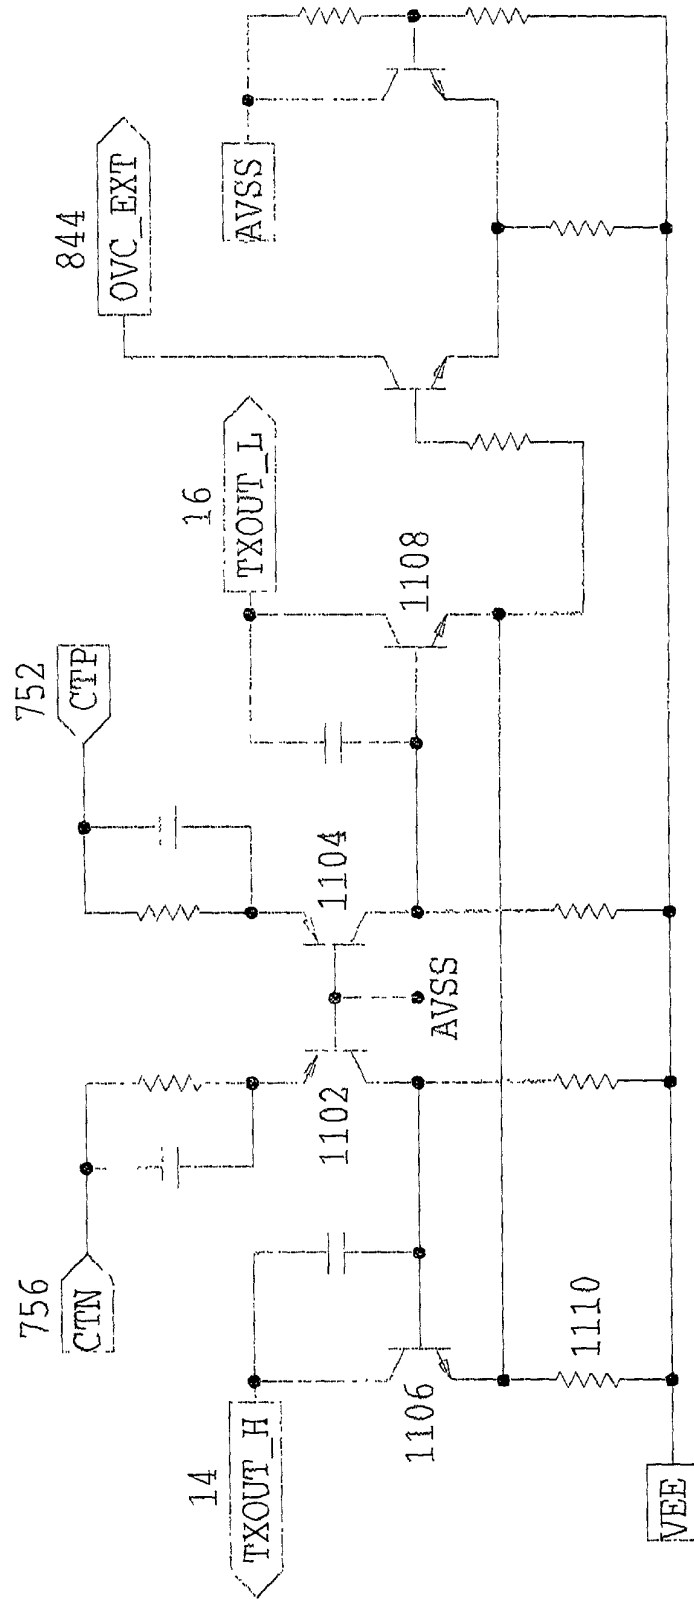 756
CTN
752
CTP
844
OVC_EXT
14
TXOUT_H
16
TXOUT_L
AVSS
1102
1104
1106
1108
AVSS
1110
VEE